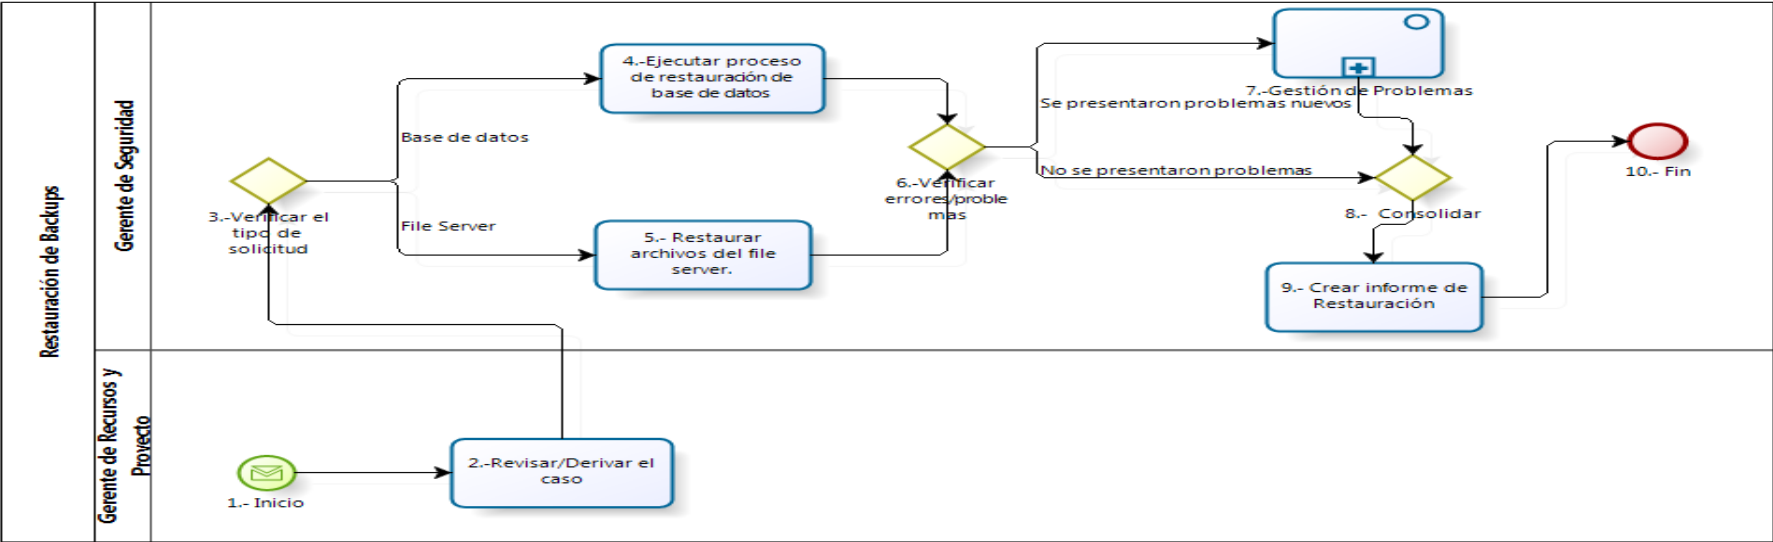 Restauración de Backups
Gerente de Seguridad
3.-Verificar el
tipo de
solicitud
Base de datos
File Server
4.-Ejecutar proceso
de restauración de
base de datos
5.- Restaurar
archivos del file
server.
6.-Verificar
errores/proble
mas
Se presentaron problemas nuevos
No se presentaron problemas
7.-Gestión de Problemas
8.- Consolidar
9.- Crear informe de
Restauración
10.- Fin
Gerente de Recursos y
Proyecto
1.- Inicio
2.-Revisar/Derivar el
caso